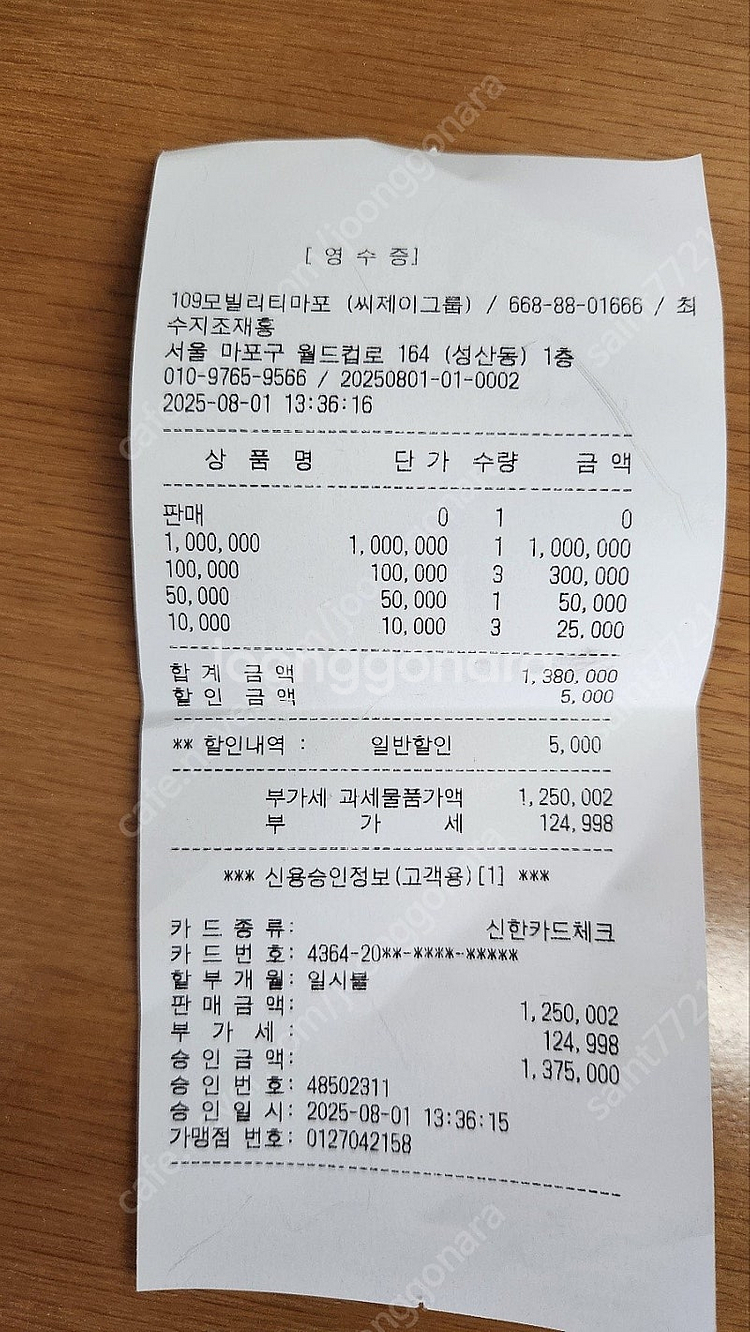 [ 영 수 증]
109모빌리티마포 (씨제이그룹) / 668-88-01666 / 최
수지조재홍
서울 마포구 월드컵로 164 (성산동) 1층
010-9765-9566 / 20250801-01-0002
2025-08-01 13:36:16
상 품 명 단 가 수량 금 액
판매 0 1 0
1,000,000 1,000,000 1 1,000,000
100,000 100,000 3 300,000
50,000 50,000 1 50,000
10,000 10,000 3 25,000
합 계 금 액 1,380,000
할 인 금 액 5,000
** 할인내역 : 일반할인 5,000
부가세 과세물품가액 1,250,002
부 가 세 124,998
*** 신용승인정보(고객용)[1] ***
카 드 종 류: 신한카드체크
카 드 번 호: 4364-20**-****-*****
할 부 개 월: 일시불
판 매 금 액: 1,250,002
부 가 세 : 124,998
승 인 금 액: 1,375,000
승 인 번 호: 48502311
승 인 일 시: 2025-08-01 13:36:15
가맹점 번호: 0127042158